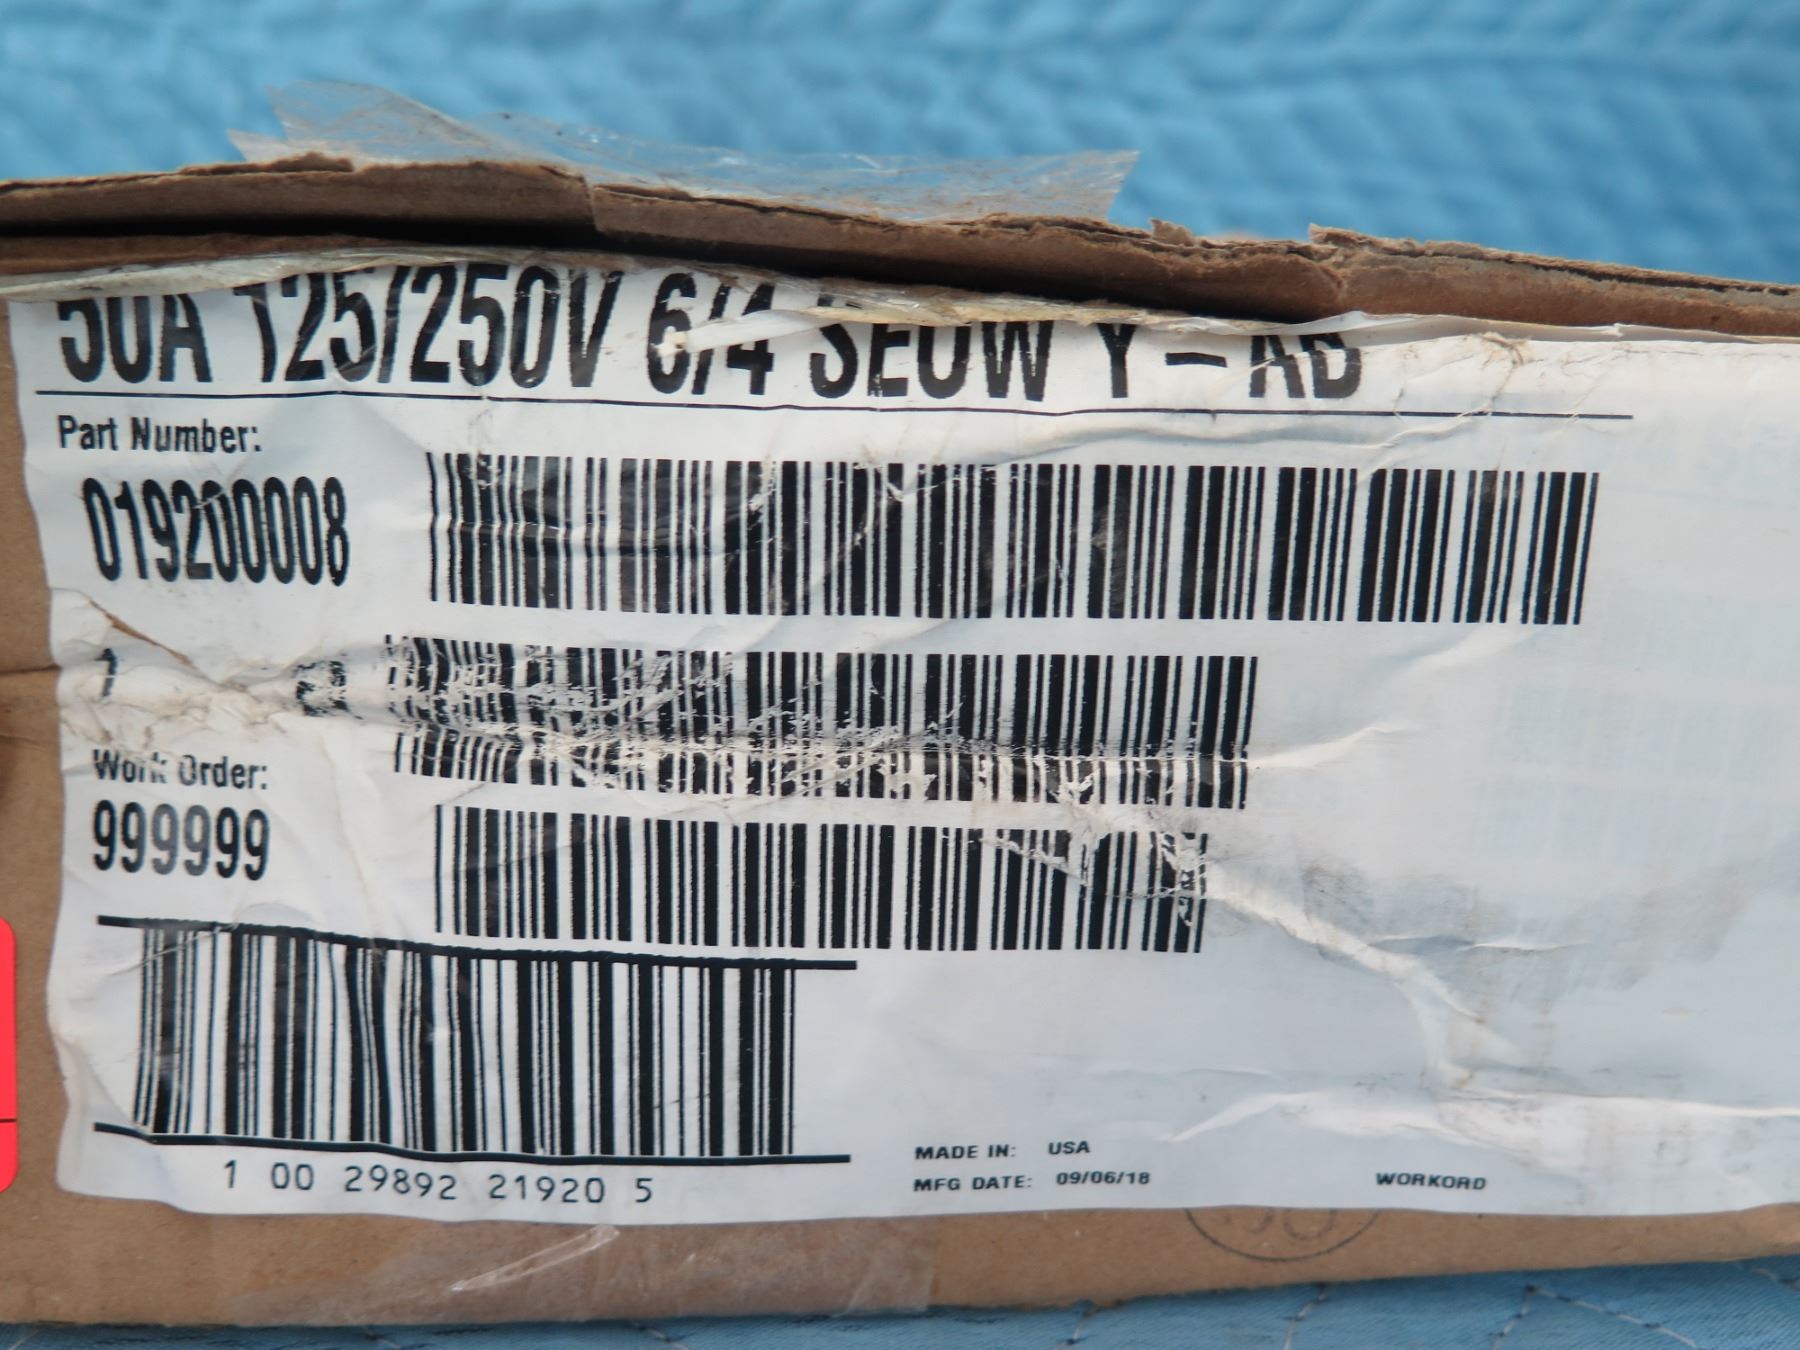 50A 125/250V 6/4 SEOW Y-AB
Part Number:
019200008
1
Work Order:
999999
1 00 29892 21920 5
MADE IN: USA
MFG DATE: 09/06/18
WORKORD